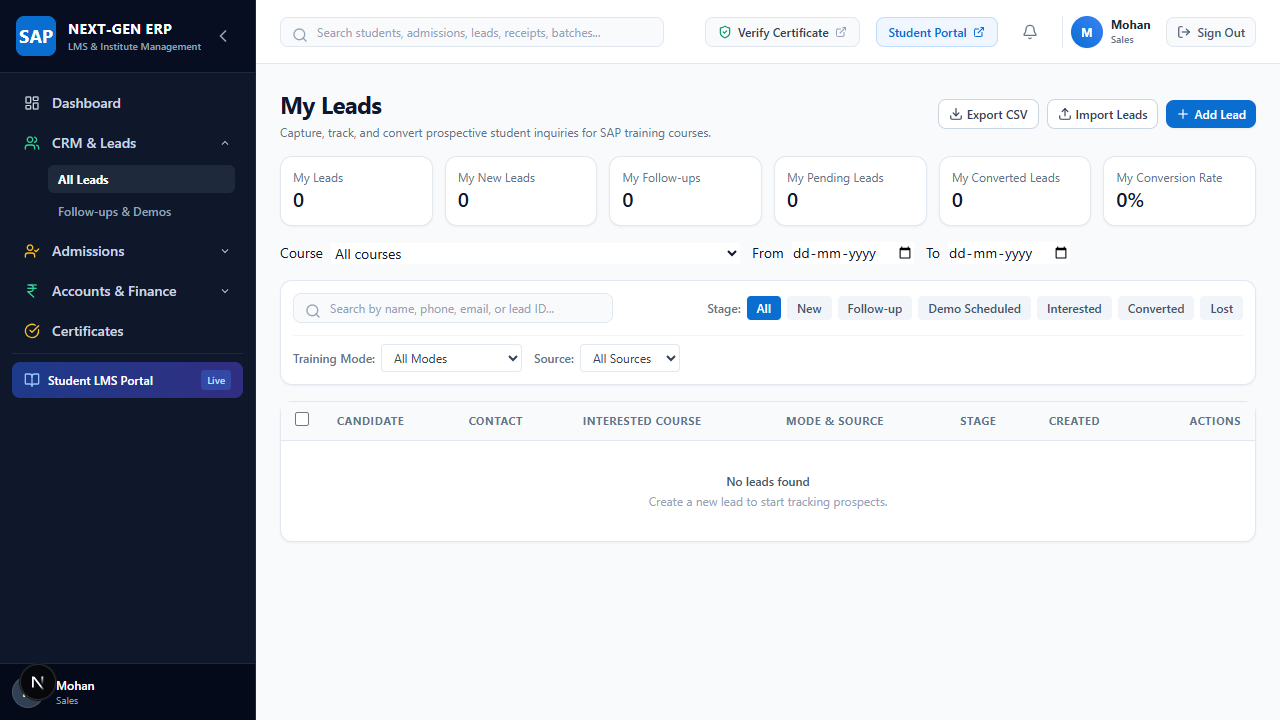 SAP
NEXT-GEN ERP
LMS & Institute Management
Dashboard
CRM & Leads
All Leads
Follow-ups & Demos
Admissions
Accounts & Finance
Certificates
Student LMS Portal Live
N
Mohan
Sales
Search students, admissions, leads, receipts, batches...
Verify Certificate
Student Portal
M
Mohan
Sales
Sign Out
My Leads
Capture, track, and convert prospective student inquiries for SAP training courses.
Export CSV
Import Leads
Add Lead
My Leads
0
My New Leads
0
My Follow-ups
0
My Pending Leads
0
My Converted Leads
0
My Conversion Rate
0%
Course All courses From dd-mm-yyyy To dd-mm-yyyy
Search by name, phone, email, or lead ID...
Stage: All New Follow-up Demo Scheduled Interested Converted Lost
Training Mode: All Modes Source: All Sources
CANDIDATE CONTACT INTERESTED COURSE MODE & SOURCE STAGE CREATED ACTIONS
No leads found
Create a new lead to start tracking prospects.